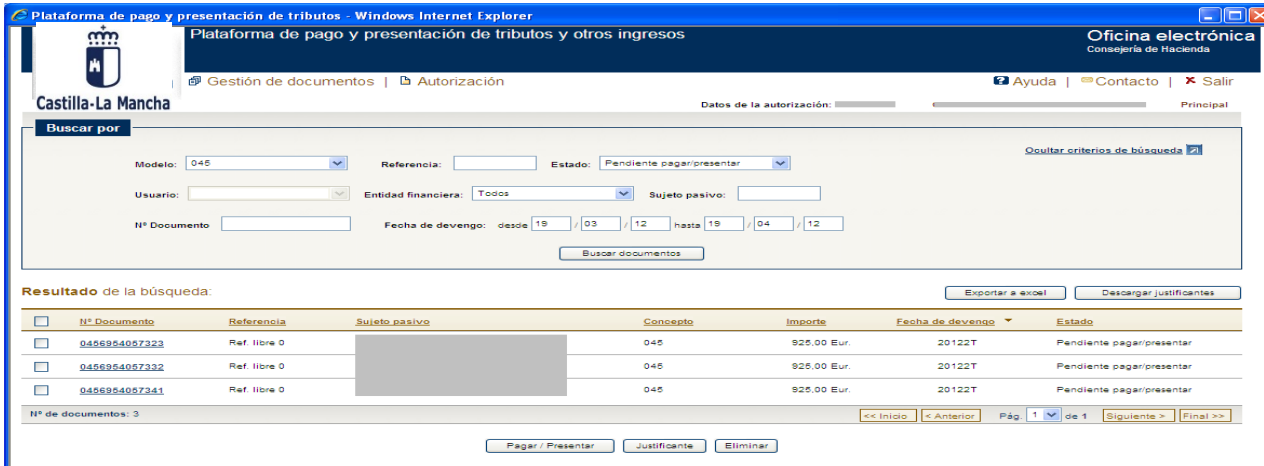 Plataforma de pago y presentación de tributos - Windows Internet Explorer
Plataforma de pago y presentación de tributos y otros ingresos
Oficina electrónica
Consejería de Hacienda
Castilla-La Mancha
| Gestión de documentos | Autorización
? Ayuda | Contacto | Salir
Datos de la autorización:
Principal
Buscar por
Ocultar criterios de búsqueda
Modelo: 045 Referencia: Estado: Pendiente pagar/presentar
Usuario: Entidad financiera: Todos Sujeto pasivo:
Nº Documento Fecha de devengo: desde 19 / 03 / 12 hasta 19 / 04 / 12
Buscar documentos
Resultado de la búsqueda: Exportar a excel Descargar justificantes
Nº Documento Referencia Sujeto pasivo Concepto Importe Fecha de devengo Estado
0456954057323 Ref. libre 0 045 925,00 Eur. 20122T Pendiente pagar/presentar
0456954057332 Ref. libre 0 045 925,00 Eur. 20122T Pendiente pagar/presentar
0456954057341 Ref. libre 0 045 925,00 Eur. 20122T Pendiente pagar/presentar
Nº de documentos: 3 << Inicio < Anterior Pág. 1 de 1 Siguiente > Final >>
Pagar / Presentar Justificante Eliminar